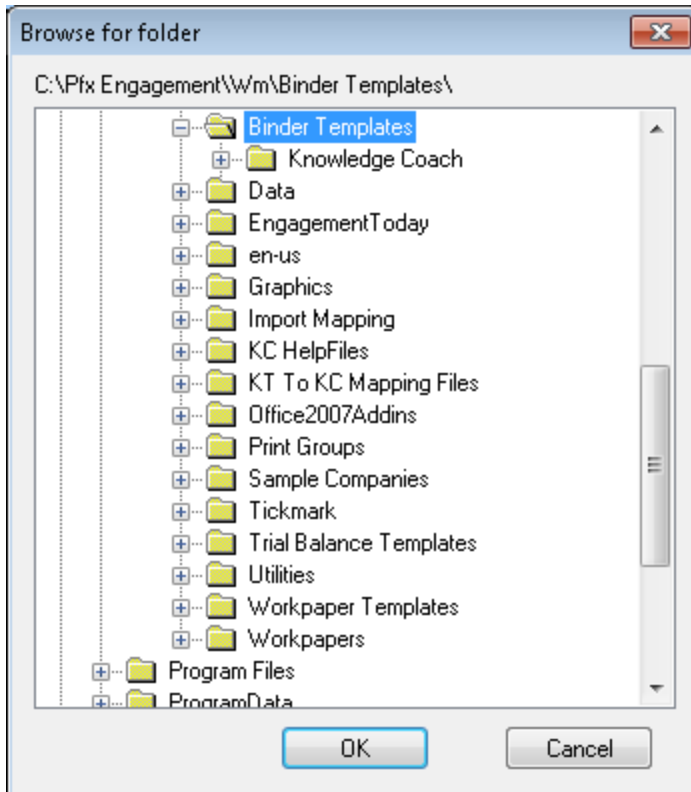 Browse for folder
C:\Pfx Engagement\Wm\Binder Templates\
Binder Templates
Knowledge Coach
Data
EngagementToday
en-us
Graphics
Import Mapping
KC HelpFiles
KT To KC Mapping Files
Office2007Addins
Print Groups
Sample Companies
Tickmark
Trial Balance Templates
Utilities
Workpaper Templates
Workpapers
Program Files
ProgramData
OK
Cancel